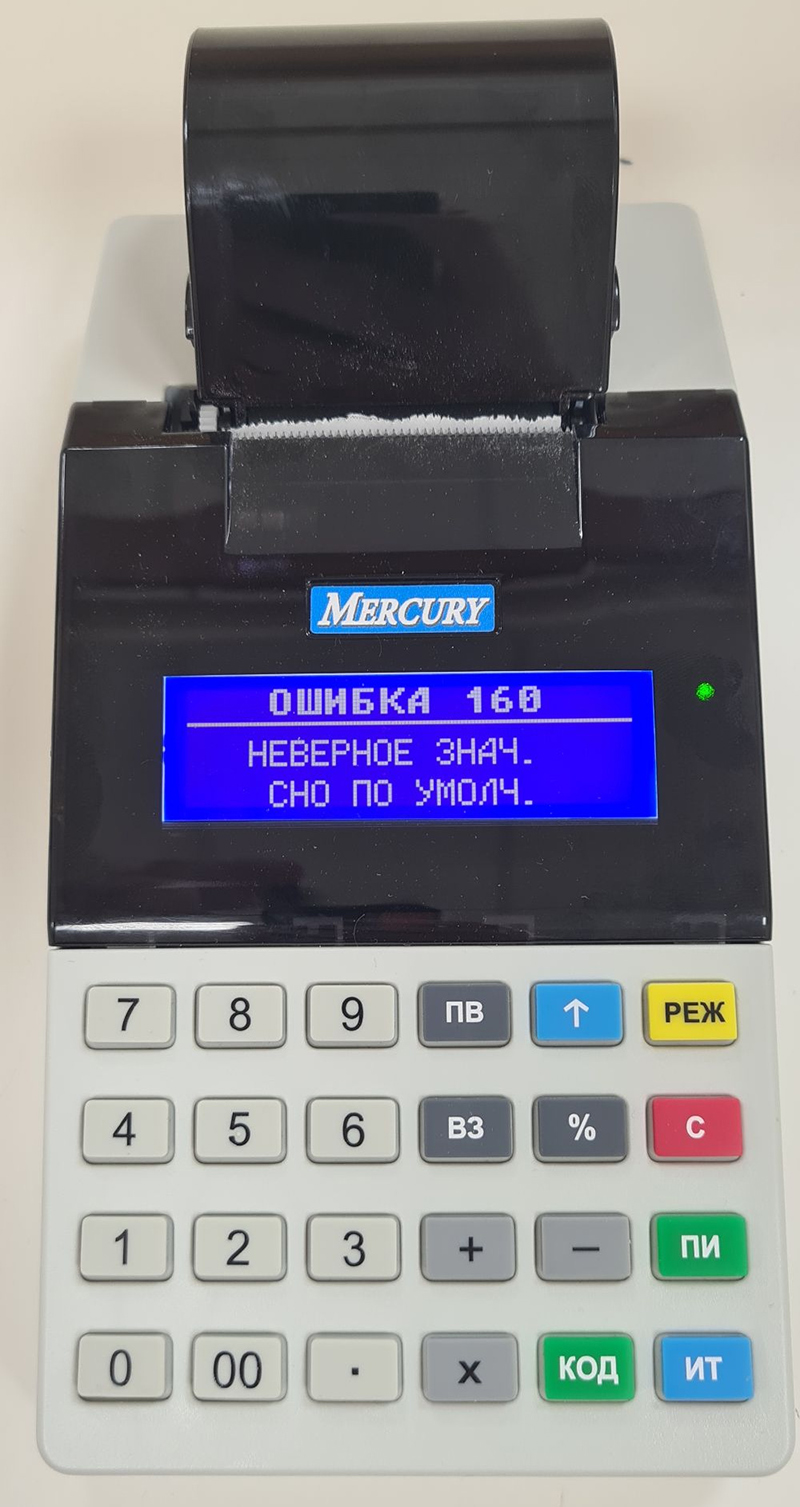 MERCURY
ОШИБКА 160
НЕВЕРНОЕ ЗНАЧ.
СНО ПО УМОЛЧ.
7 8 9 ПВ ↑ РЕЖ
4 5 6 ВЗ % С
1 2 3 + − ПИ
0 00 . X КОД ИТ